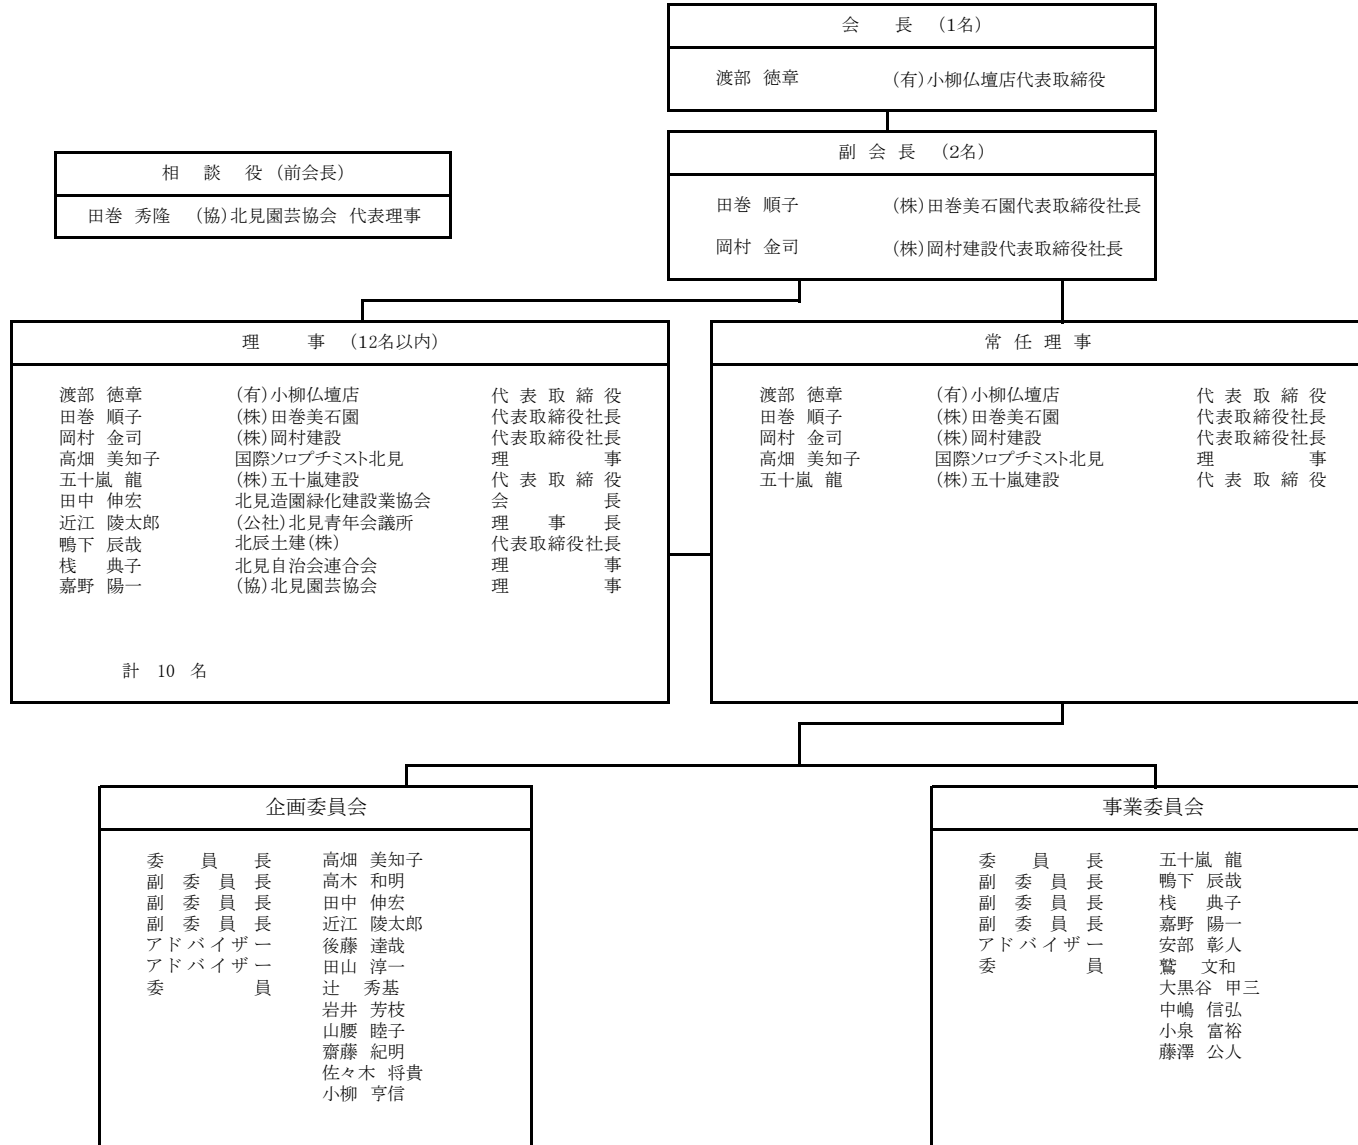 会 長 (1名)
渡部 徳章 (有)小柳仏壇店代表取締役
副 会 長 (2名)
田巻 順子 (株)田巻美石園代表取締役社長
岡村 金司 (株)岡村建設代表取締役社長
相 談 役 (前会長)
田巻 秀隆 (協)北見園芸協会 代表理事
理 事 (12名以内)
渡部 徳章 (有)小柳仏壇店 代 表 取 締 役
田巻 順子 (株)田巻美石園 代表取締役社長
岡村 金司 (株)岡村建設 代表取締役社長
高畑 美知子 国際ソロプチミスト北見 理 事
五十嵐 龍 (株)五十嵐建設 代 表 取 締 役
田中 伸宏 北見造園緑化建設業協会 会 長
近江 陵太郎 (公社)北見青年会議所 理 事 長
鴨下 辰哉 北辰土建(株) 代表取締役社長
桟 典子 北見自治会連合会 理 事
嘉野 陽一 (協)北見園芸協会 理 事
計 10 名
常 任 理 事
渡部 徳章 (有)小柳仏壇店 代 表 取 締 役
田巻 順子 (株)田巻美石園 代表取締役社長
岡村 金司 (株)岡村建設 代表取締役社長
高畑 美知子 国際ソロプチミスト北見 理 事
五十嵐 龍 (株)五十嵐建設 代 表 取 締 役
企画委員会
委 員 長 高畑 美知子
副 委 員 長 高木 和明
副 委 員 長 田中 伸宏
副 委 員 長 近江 陵太郎
アドバイザー 後藤 達哉
アドバイザー 田山 淳一
委 員 辻 秀基
岩井 芳枝
山腰 睦子
齋藤 紀明
佐々木 将貴
小柳 亨信
事業委員会
委 員 長 五十嵐 龍
副 委 員 長 鴨下 辰哉
副 委 員 長 桟 典子
副 委 員 長 嘉野 陽一
アドバイザー 安部 彰人
委 員 鷲 文和
大黒谷 甲三
中嶋 信弘
小泉 富裕
藤澤 公人